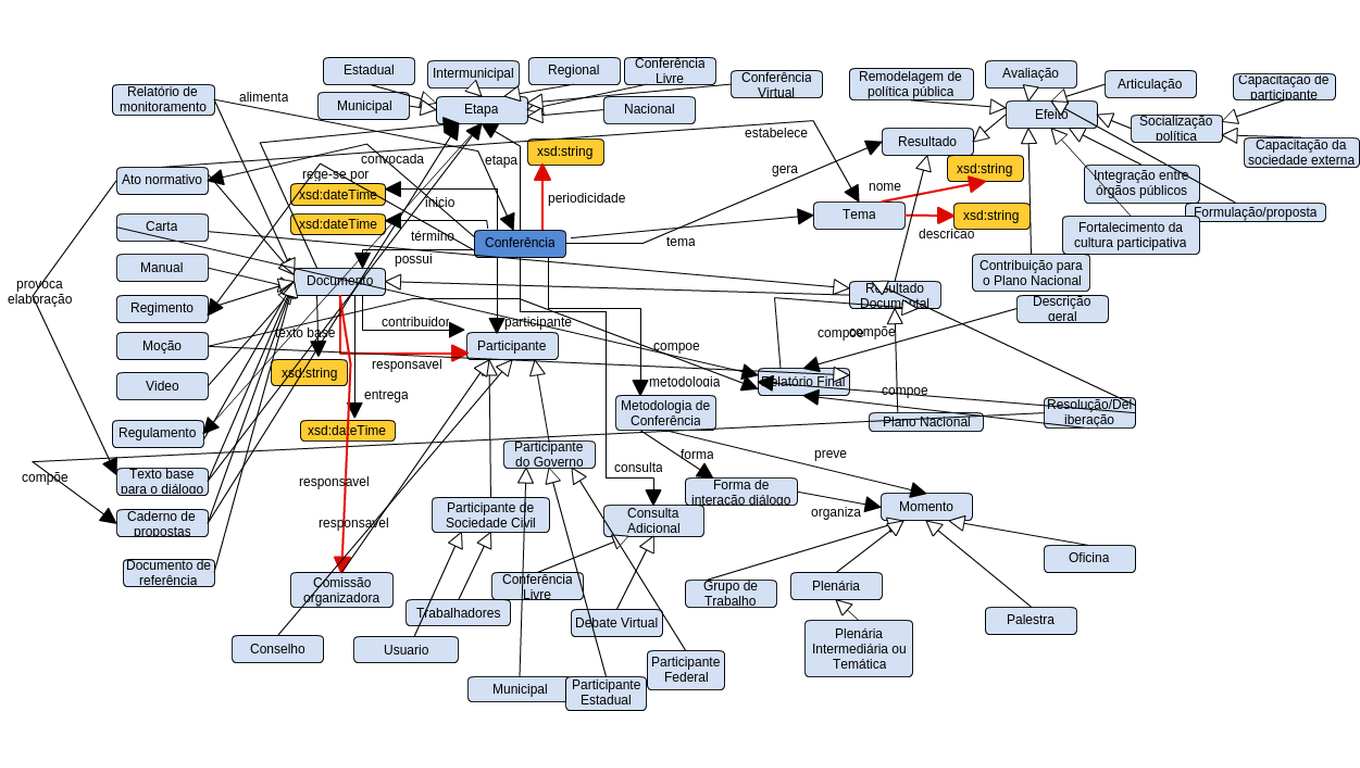 Estadual
Intermunicipal
Regional
Conferência
Livre
Conferência
Virtual
Municipal
Etapa
Nacional
Relatório de
monitoramento
alimenta
Remodelagem de
política pública
Avaliação
Articulação
Capacitação de
participante
Efeito
Socialização
política
Capacitação da
sociedade externa
estabelece
Resultado
xsd:string
convocada
etapa
xsd:string
Ato normativo
rege-se por
xsd:dateTime
inicio
periodicidade
gera
nome
Integração entre
órgãos públicos
Formulação/proposta
Carta
xsd:dateTime
término
Conferência
tema
Tema
xsd:string
descricao
Fortalecimento da
cultura participativa
possui
Manual
Documento
Contribuição para
o Plano Nacional
provoca
elaboração
Regimento
Resultado
Documental
Descrição
geral
texto base
contribuidor
participante
compoe
compõe
Moção
Participante
compoe
xsd:string
responsavel
Video
metodologia
Relatório Final
compoe
entrega
Metodologia de
Conferência
Plano Nacional
Resolução/Del
iberação
Regulamento
xsd:dateTime
Participante
do Governo
forma
preve
compõe
Texto base
para o diálogo
responsavel
consulta
Forma de
interação diálogo
organiza
Momento
Caderno de
propostas
responsavel
Participante de
Sociedade Civil
Consulta
Adicional
Oficina
Documento de
referência
Comissão
organizadora
Conferência
Livre
Grupo de
Trabalho
Plenária
Trabalhadores
Debate Virtual
Palestra
Conselho
Usuario
Plenária
Intermediária ou
Temática
Participante
Federal
Municipal
Participante
Estadual